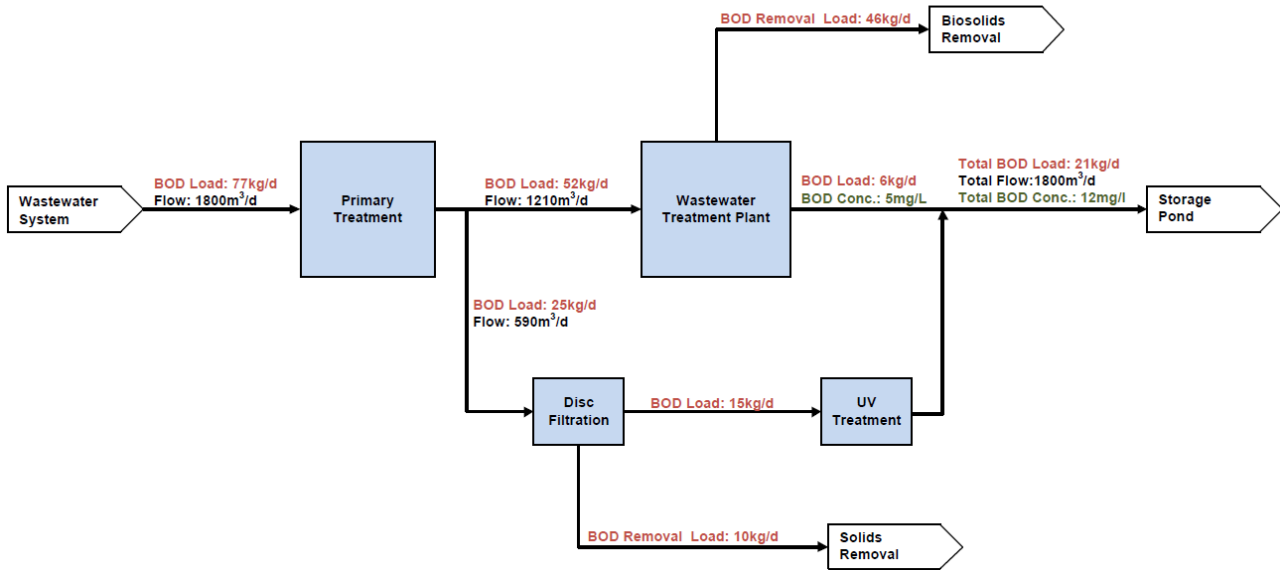 BOD Removal Load: 46kg/d
Biosolids
Removal
Wastewater
System
BOD Load: 77kg/d
Flow: 1800m³/d
Primary
Treatment
BOD Load: 52kg/d
Flow: 1210m³/d
Wastewater
Treatment Plant
BOD Load: 6kg/d
BOD Conc.: 5mg/L
Total BOD Load: 21kg/d
Total Flow:1800m³/d
Total BOD Conc.: 12mg/l
Storage
Pond
BOD Load: 25kg/d
Flow: 590m³/d
Disc
Filtration
BOD Load: 15kg/d
UV
Treatment
BOD Removal Load: 10kg/d
Solids
Removal